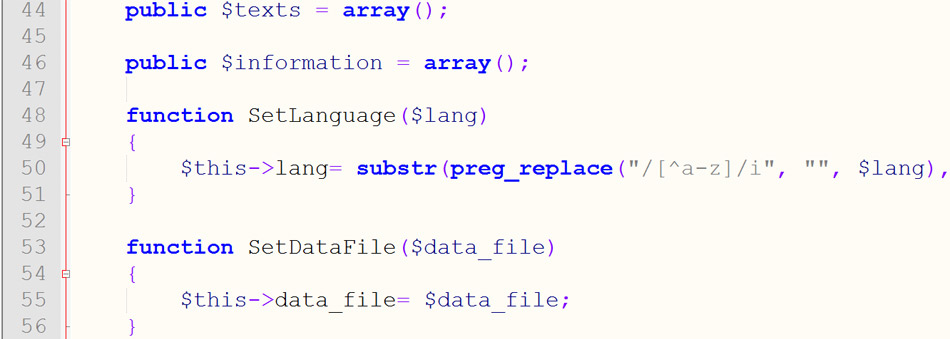 44 public $texts = array();
45
46 public $information = array();
47
48 function SetLanguage($lang)
49 {
50 $this->lang= substr(preg_replace("/[^a-z]/i", "", $lang),
51 }
52
53 function SetDataFile($data_file)
54 {
55 $this->data_file= $data_file;
56 }